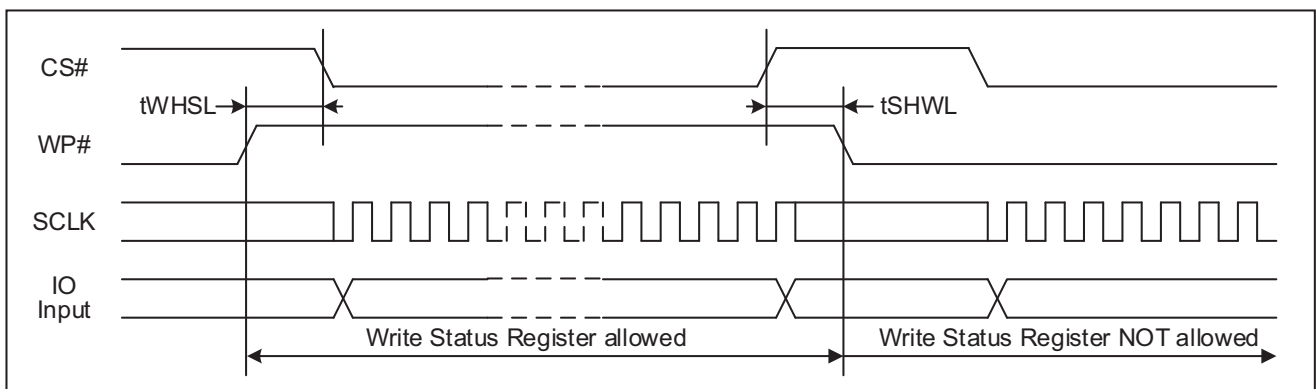 CS#
tWHSL
tSHWL
WP#
SCLK
IO
Input
Write Status Register allowed
Write Status Register NOT allowed